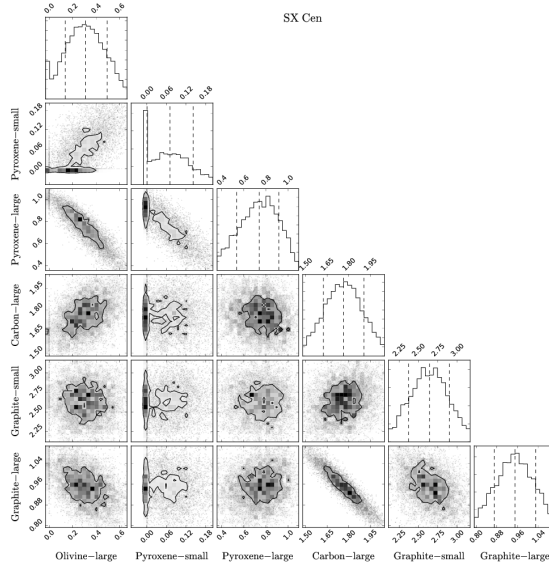 SX Cen
0.0 0.2 0.4 0.6
0.00 0.06 0.12 0.18
Pyroxene−small
0.18
0.12
0.06
0.00
0.4 0.6 0.8 1.0
Pyroxene−large
1.0
0.8
0.6
0.4
1.50 1.65 1.80 1.95
Carbon−large
1.95
1.80
1.65
1.50
2.25 2.50 2.75 3.00
Graphite−small
3.00
2.75
2.50
2.25
0.80 0.88 0.96 1.04
Graphite−large
1.04
0.96
0.88
0.80
0.0 0.2 0.4 0.6
0.00 0.06 0.12 0.18
0.4 0.6 0.8 1.0
1.50 1.65 1.80 1.95
2.25 2.50 2.75 3.00
0.80 0.88 0.96 1.04
Olivine−large Pyroxene−small Pyroxene−large Carbon−large Graphite−small Graphite−large